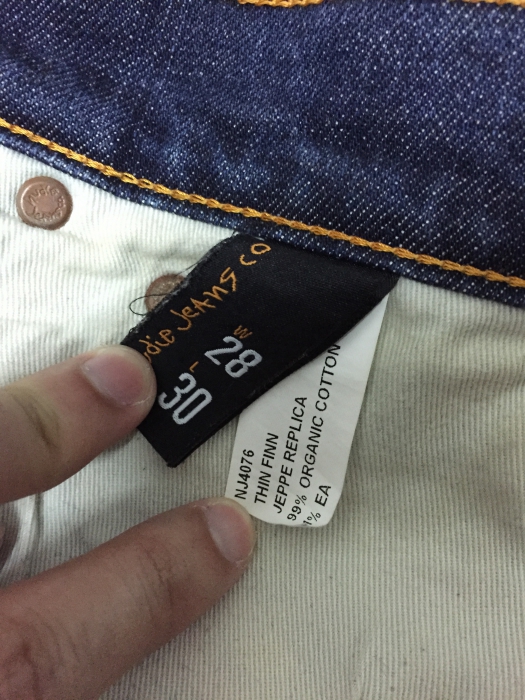 die JEANS CO
W L
28 30
NJ4076
THIN FINN
JEPPE REPLICA
99% ORGANIC COTTON
% EA